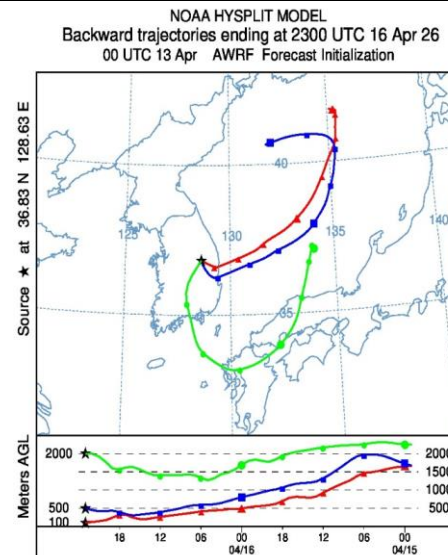 NOAA HYSPLIT MODEL
Backward trajectories ending at 2300 UTC 16 Apr 26
00 UTC 13 Apr AWRF Forecast Initialization
Source ★ at 36.83 N 128.63 E
40
125
130
135
140
35
Meters AGL
2000
500
100
2000
1500
1000
500
18 12 06 00 18 12 06 00
04/16 04/15